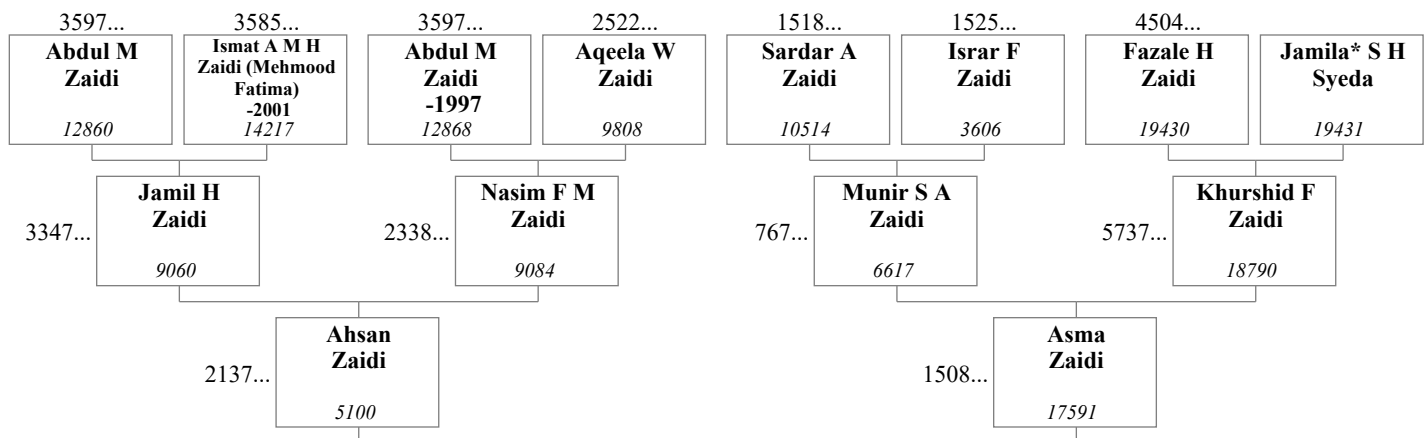 3597...
3585...
3597...
2522...
1518...
1525...
4504...
Abdul M
Zaidi
12860
Ismat A M H
Zaidi (Mehmood
Fatima)
-2001
14217
Abdul M
Zaidi
-1997
12868
Aqeela W
Zaidi
9808
Sardar A
Zaidi
10514
Israr F
Zaidi
3606
Fazale H
Zaidi
19430
Jamila* S H
Syeda
19431
3347...
Jamil H
Zaidi
9060
2338...
Nasim F M
Zaidi
9084
767...
Munir S A
Zaidi
6617
5737...
Khurshid F
Zaidi
18790
2137...
Ahsan
Zaidi
5100
1508...
Asma
Zaidi
17591